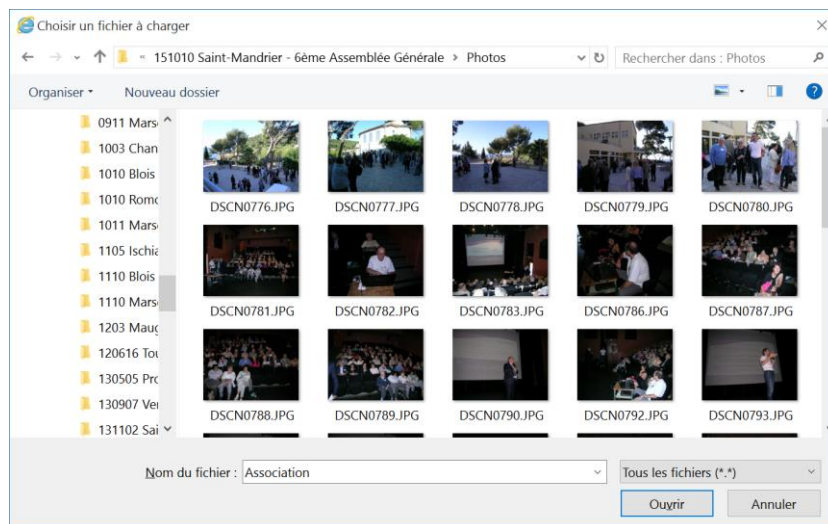 Choisir un fichier à charger
« 151010 Saint-Mandrier - 6ème Assemblée Générale > Photos
Rechercher dans : Photos
Organiser
Nouveau dossier
0911 Mars
1003 Chan
1010 Blois
1010 Romo
1011 Mars
1105 Ischia
1110 Blois
1110 Mars
1203 Maug
120616 Tou
130505 Pro
130907 Ver
131102 Sai
DSCN0776.JPG
DSCN0777.JPG
DSCN0778.JPG
DSCN0779.JPG
DSCN0780.JPG
DSCN0781.JPG
DSCN0782.JPG
DSCN0783.JPG
DSCN0786.JPG
DSCN0787.JPG
DSCN0788.JPG
DSCN0789.JPG
DSCN0790.JPG
DSCN0792.JPG
DSCN0793.JPG
Nom du fichier : Association
Tous les fichiers (*.*)
Ouvrir
Annuler